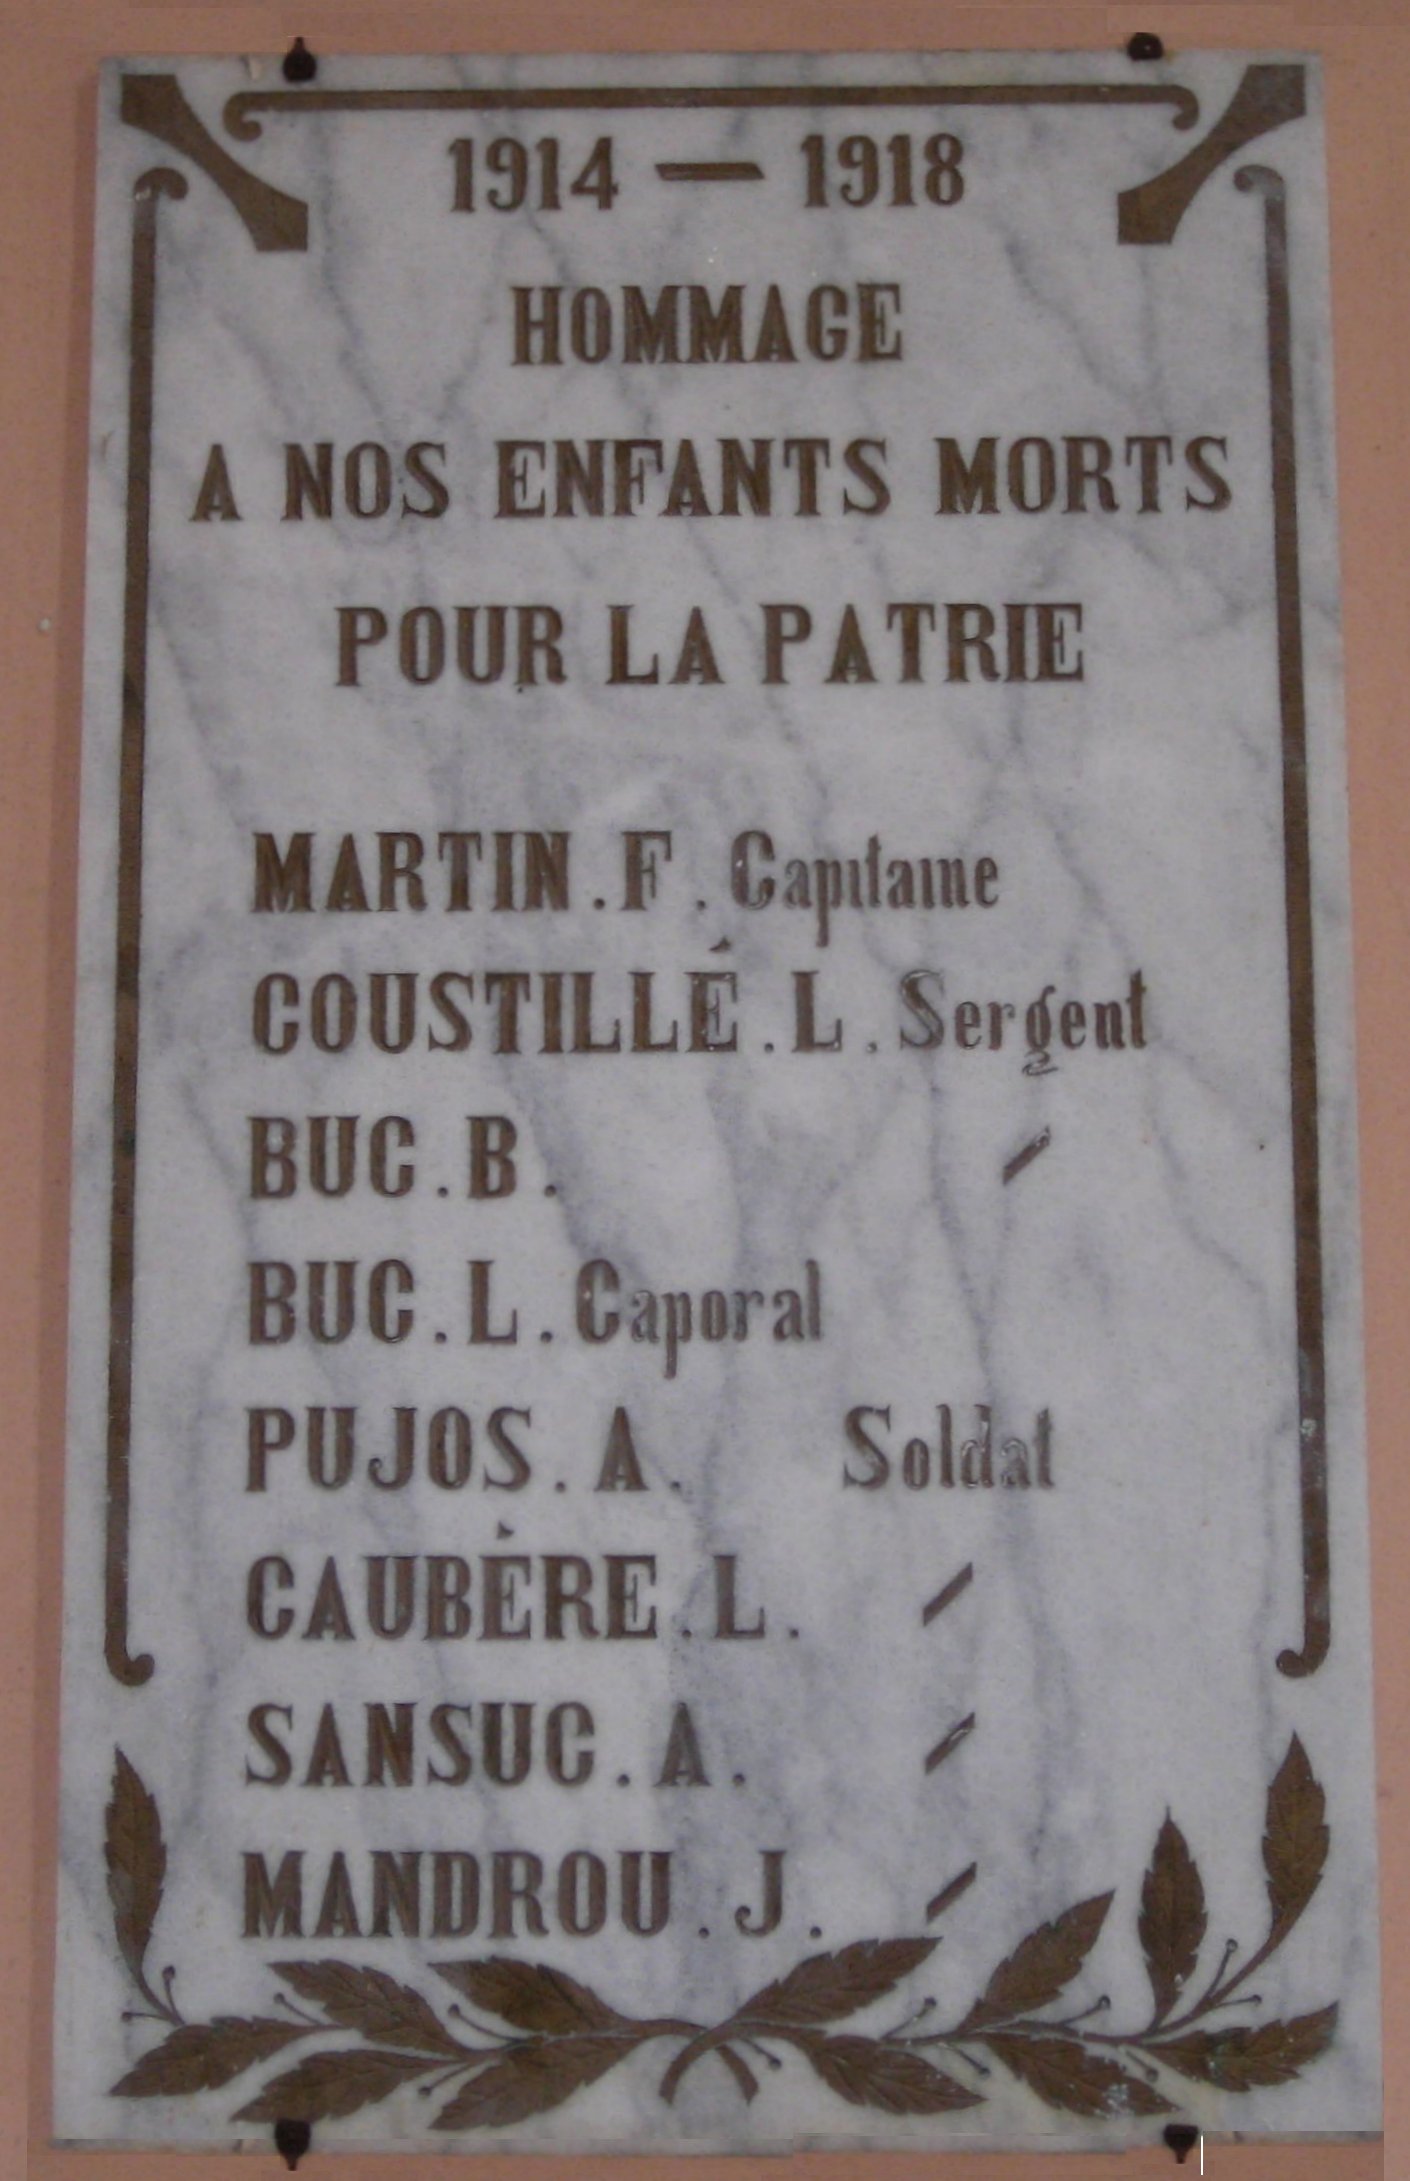 1914 — 1918
HOMMAGE
A NOS ENFANTS MORTS
POUR LA PATRIE
MARTIN . F . Capitaine
COUSTILLÉ . L . Sergent
BUC . B . ⁄
BUC . L . Caporal
PUJOS . A . Soldat
CAUBÈRE . L . ⁄
SANSUC . A . ⁄
MANDROU . J . ⁄